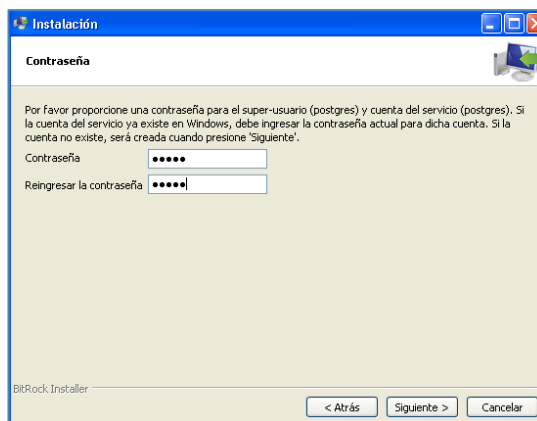 Instalación
Contraseña
Por favor proporcione una contraseña para el super-usuario (postgres) y cuenta del servicio (postgres). Si
la cuenta del servicio ya existe en Windows, debe ingresar la contraseña actual para dicha cuenta. Si la
cuenta no existe, será creada cuando presione 'Siguiente'.
Contraseña •••••
Reingresar la contraseña •••••
BitRock Installer
< Atrás Siguiente > Cancelar